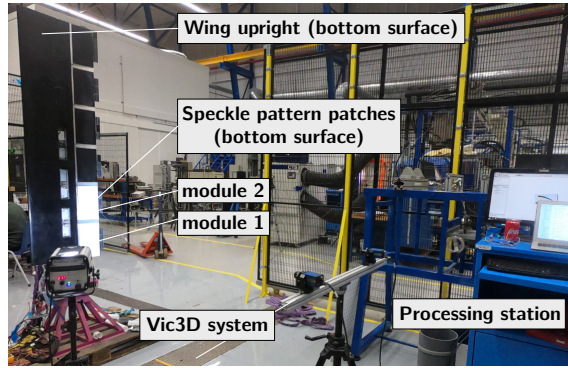 Wing upright (bottom surface)
Speckle pattern patches
(bottom surface)
module 2
module 1
Vic3D system
Processing station